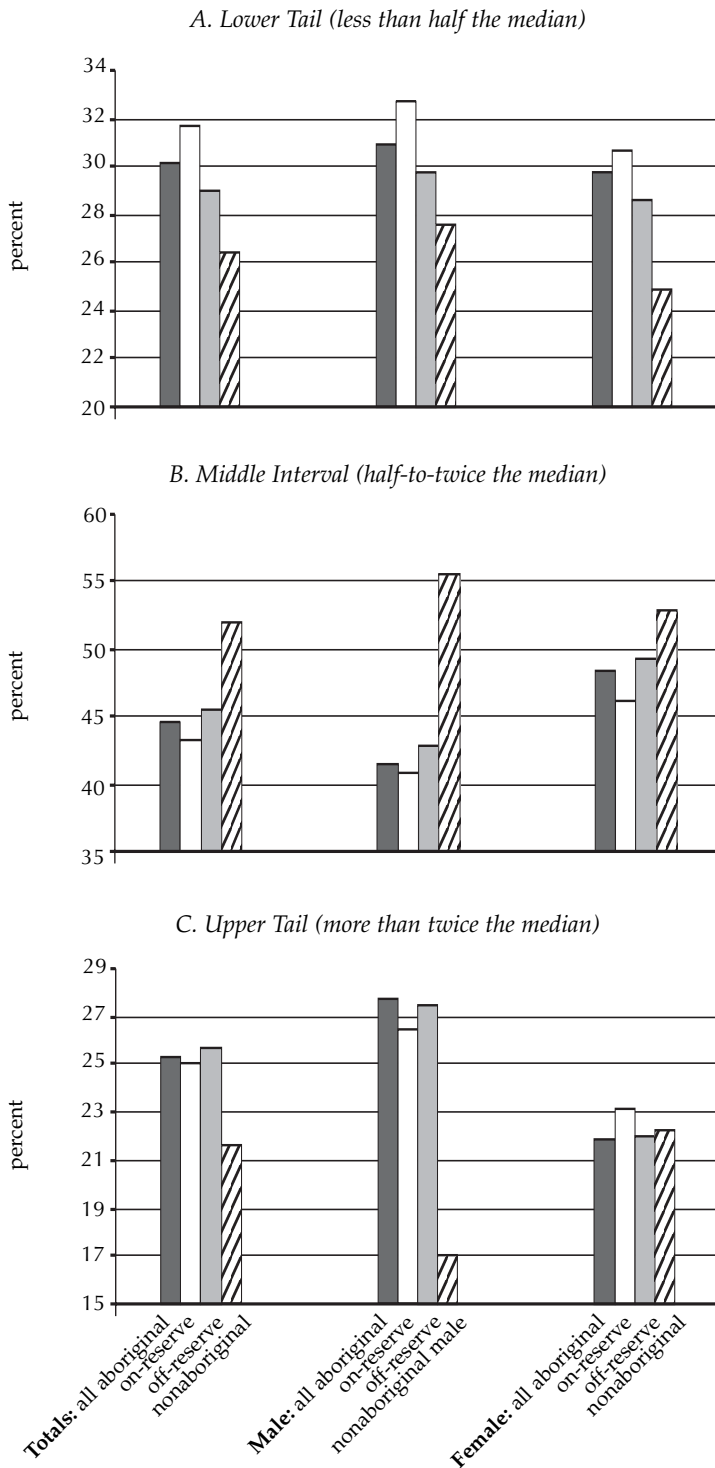 A. Lower Tail (less than half the median)
34
32
30
28
26
24
22
20
percent
B. Middle Interval (half-to-twice the median)
60
55
50
45
40
35
percent
C. Upper Tail (more than twice the median)
29
27
25
23
21
19
17
15
percent
Totals: all aboriginal
on-reserve
off-reserve
nonaboriginal
Male: all aboriginal
on-reserve
off-reserve
nonaboriginal male
Female: all aboriginal
on-reserve
off-reserve
nonaboriginal